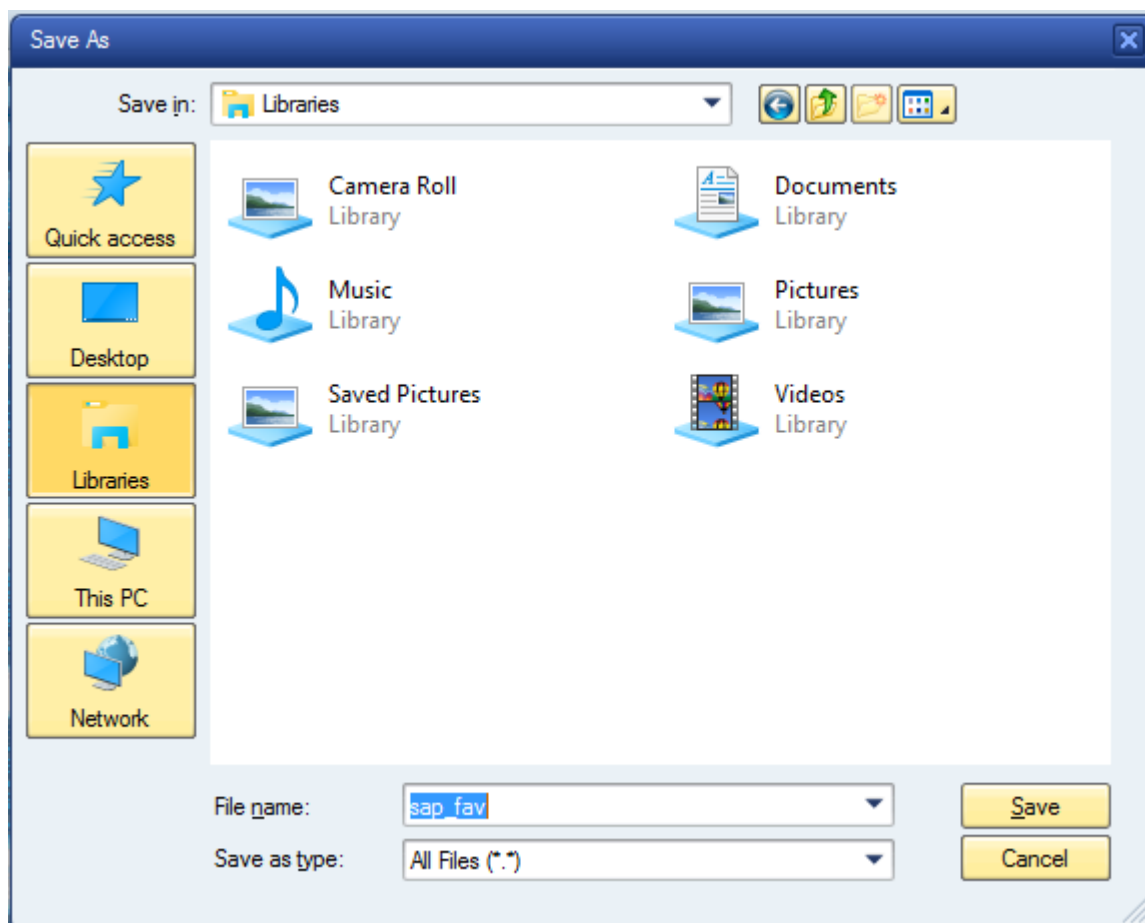 Save As
Save in: Libraries
Quick access
Desktop
Libraries
This PC
Network
Camera Roll
Library
Documents
Library
Music
Library
Pictures
Library
Saved Pictures
Library
Videos
Library
File name: sap_fav
Save
Save as type: All Files (*.*)
Cancel